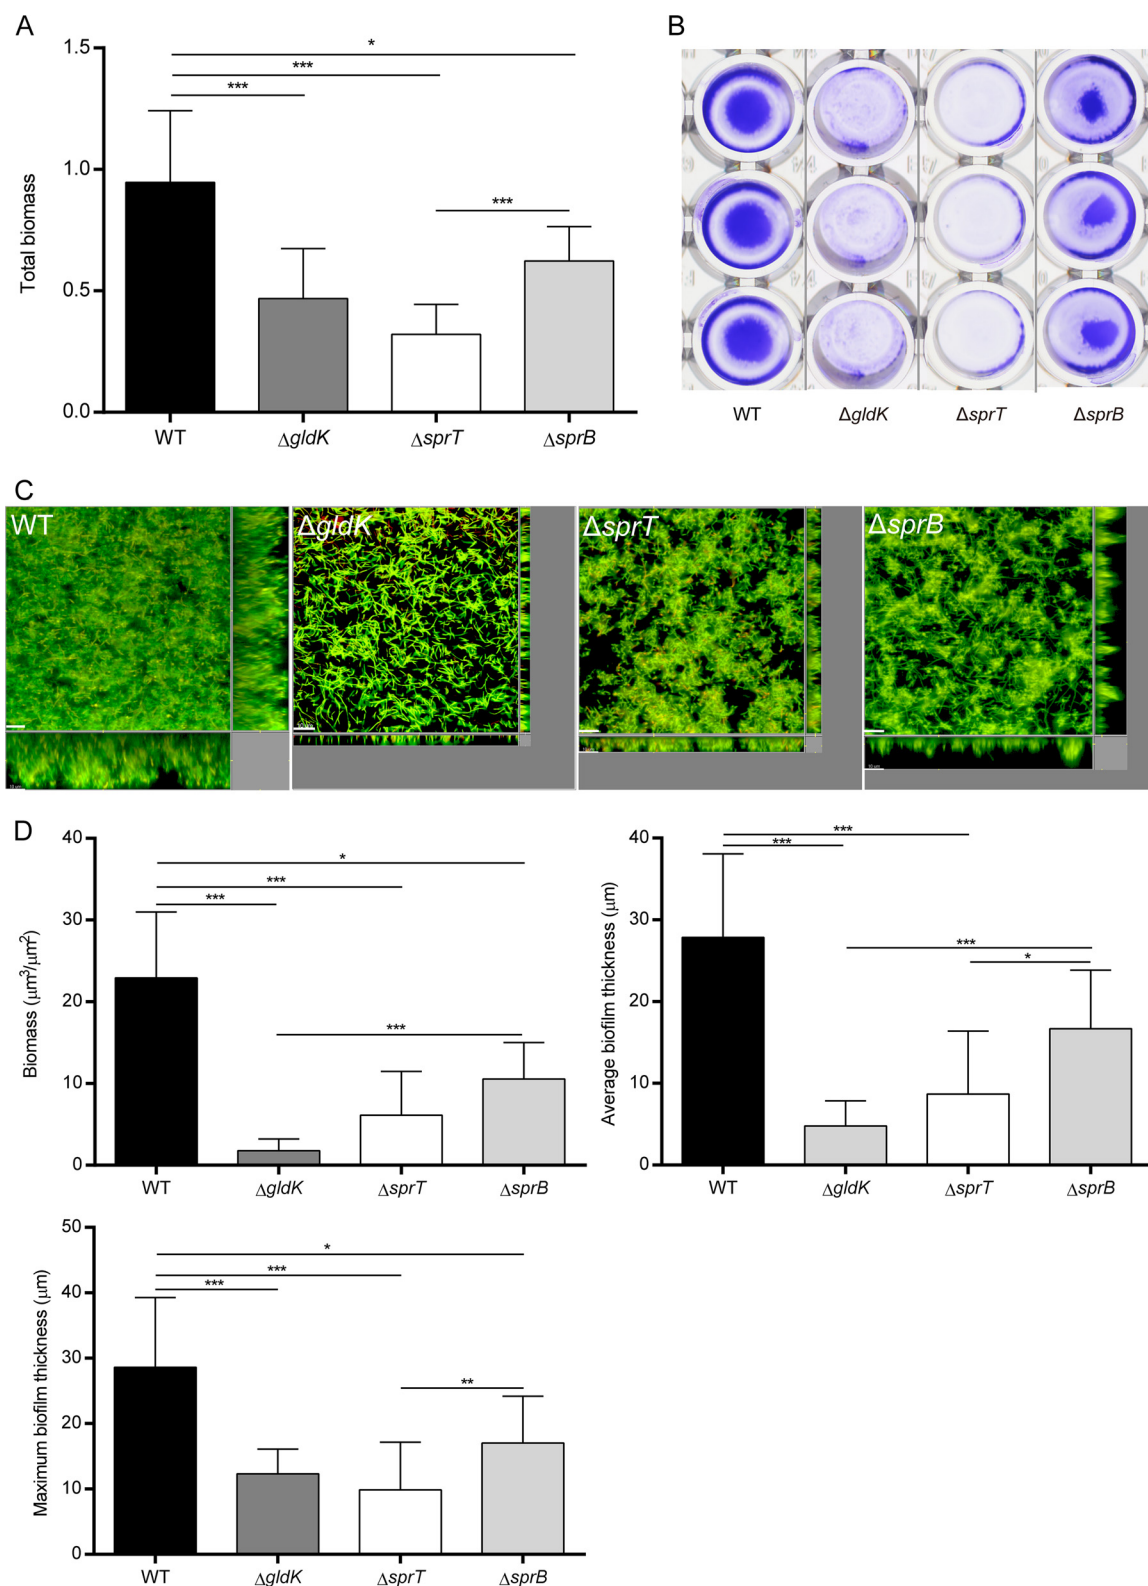 A
1.5
1.0
0.5
0.0
Total biomass
*
***
***
***
WT
ΔgldK
ΔsprT
ΔsprB
B
WT
ΔgldK
ΔsprT
ΔsprB
C
WT
ΔgldK
ΔsprT
ΔsprB
10 µm
D
40
30
20
10
0
Biomass (μm³/μm²)
*
***
***
***
WT
ΔgldK
ΔsprT
ΔsprB
40
30
20
10
0
Average biofilm thickness (μm)
***
***
***
*
WT
ΔgldK
ΔsprT
ΔsprB
50
40
30
20
10
0
Maximum biofilm thickness (μm)
*
***
***
**
WT
ΔgldK
ΔsprT
ΔsprB